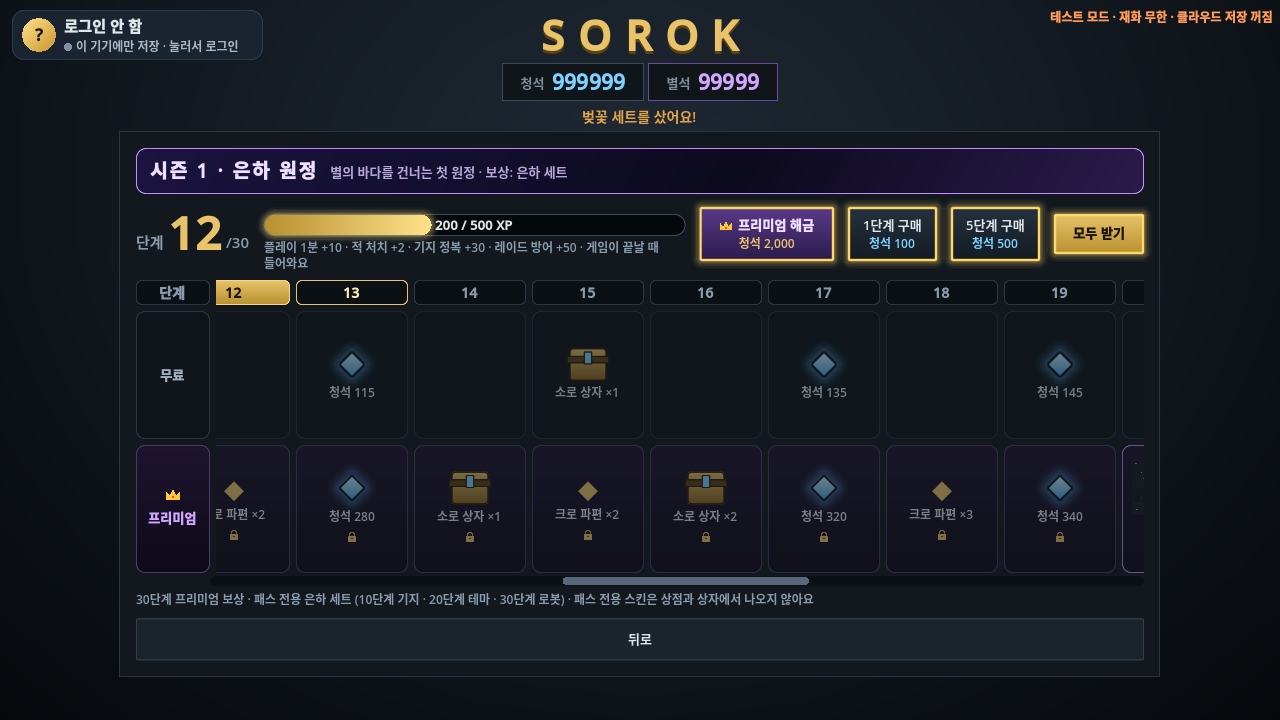 ?
로그인 안 함
이 기기에만 저장 · 눌러서 로그인
SOROK
테스트 모드 · 재화 무한 · 클라우드 저장 꺼짐
청석 999999
별석 99999
벚꽃 세트를 샀어요!
시즌 1 · 은하 원정 별의 바다를 건너는 첫 원정 · 보상: 은하 세트
단계 12/30
200 / 500 XP
플레이 1분 +10 · 적 처치 +2 · 기지 정복 +30 · 레이드 방어 +50 · 게임이 끝날 때
들어와요
프리미엄 해금
청석 2,000
1단계 구매
청석 100
5단계 구매
청석 500
모두 받기
단계 12 13 14 15 16 17 18 19
무료
청석 115
소로 상자 ×1
청석 135
청석 145
프리미엄
로 파편 ×2
청석 280
소로 상자 ×1
크로 파편 ×2
소로 상자 ×2
청석 320
크로 파편 ×3
청석 340
30단계 프리미엄 보상 · 패스 전용 은하 세트 (10단계 기지 · 20단계 테마 · 30단계 로봇) · 패스 전용 스킨은 상점과 상자에서 나오지 않아요
뒤로